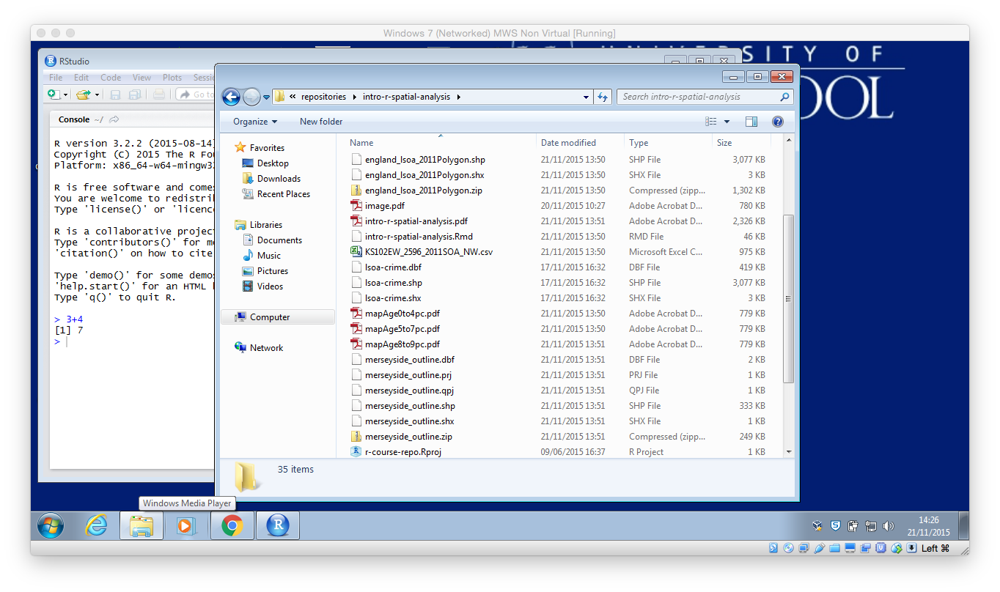 Windows 7 (Networked) MWS Non Virtual [Running]
UNIVERSITY OF
OOL
RStudio
File Edit Code View Plots Sessio
Go to
Console ~/
R version 3.2.2 (2015-08-14)
Copyright (C) 2015 The R Fou
Platform: x86_64-w64-mingw32
R is free software and comes
You are welcome to redistrib
Type 'license()' or 'licence
R is a collaborative project
Type 'contributors()' for mo
'citation()' on how to cite
Type 'demo()' for some demos
'help.start()' for an HTML b
Type 'q()' to quit R.
> 3+4
[1] 7
>
« repositories intro-r-spatial-analysis
Search intro-r-spatial-analysis
Organize New folder
Favorites
Desktop
Downloads
Recent Places
Libraries
Documents
Music
Pictures
Videos
Computer
Network
Name Date modified Type Size
england_lsoa_2011Polygon.shp 21/11/2015 13:50 SHP File 3,077 KB
england_lsoa_2011Polygon.shx 21/11/2015 13:50 SHX File 3 KB
england_lsoa_2011Polygon.zip 21/11/2015 13:50 Compressed (zipp... 1,302 KB
image.pdf 20/11/2015 10:27 Adobe Acrobat D... 780 KB
intro-r-spatial-analysis.pdf 21/11/2015 13:51 Adobe Acrobat D... 2,326 KB
intro-r-spatial-analysis.Rmd 21/11/2015 13:50 RMD File 46 KB
KS102EW_2596_2011SOA_NW.csv 21/11/2015 13:50 Microsoft Excel C... 975 KB
lsoa-crime.dbf 17/11/2015 16:32 DBF File 419 KB
lsoa-crime.shp 17/11/2015 16:32 SHP File 3,077 KB
lsoa-crime.shx 17/11/2015 16:32 SHX File 3 KB
mapAge0to4pc.pdf 21/11/2015 13:51 Adobe Acrobat D... 779 KB
mapAge5to7pc.pdf 21/11/2015 13:50 Adobe Acrobat D... 779 KB
mapAge8to9pc.pdf 21/11/2015 13:51 Adobe Acrobat D... 779 KB
merseyside_outline.dbf 21/11/2015 13:51 DBF File 2 KB
merseyside_outline.prj 21/11/2015 13:51 PRJ File 1 KB
merseyside_outline.qpj 21/11/2015 13:51 QPJ File 1 KB
merseyside_outline.shp 21/11/2015 13:51 SHP File 333 KB
merseyside_outline.shx 21/11/2015 13:51 SHX File 1 KB
merseyside_outline.zip 21/11/2015 13:51 Compressed (zipp... 249 KB
r-course-repo.Rproj 09/06/2015 16:37 R Project 1 KB
35 items
Windows Media Player
14:26
21/11/2015
Left ⌘